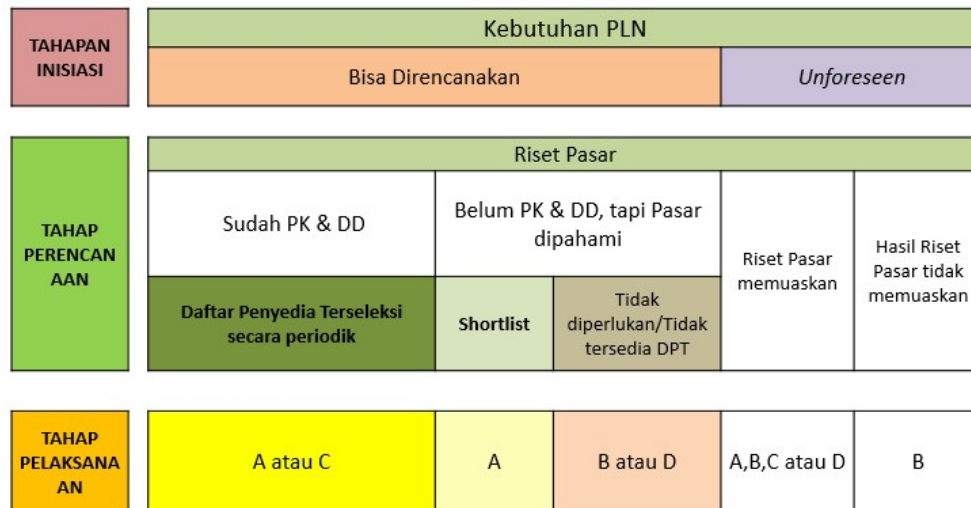 TAHAPAN
INISIASI
Kebutuhan PLN
Bisa Direncanakan
Unforeseen
TAHAP
PERENCAN
AAN
Riset Pasar
Sudah PK & DD
Belum PK & DD, tapi Pasar
dipahami
Riset Pasar
memuaskan
Hasil Riset
Pasar tidak
memuaskan
Daftar Penyedia Terseleksi
secara periodik
Shortlist
Tidak
diperlukan/Tidak
tersedia DPT
TAHAP
PELAKSANA
AN
A atau C
A
B atau D
A,B,C atau D
B